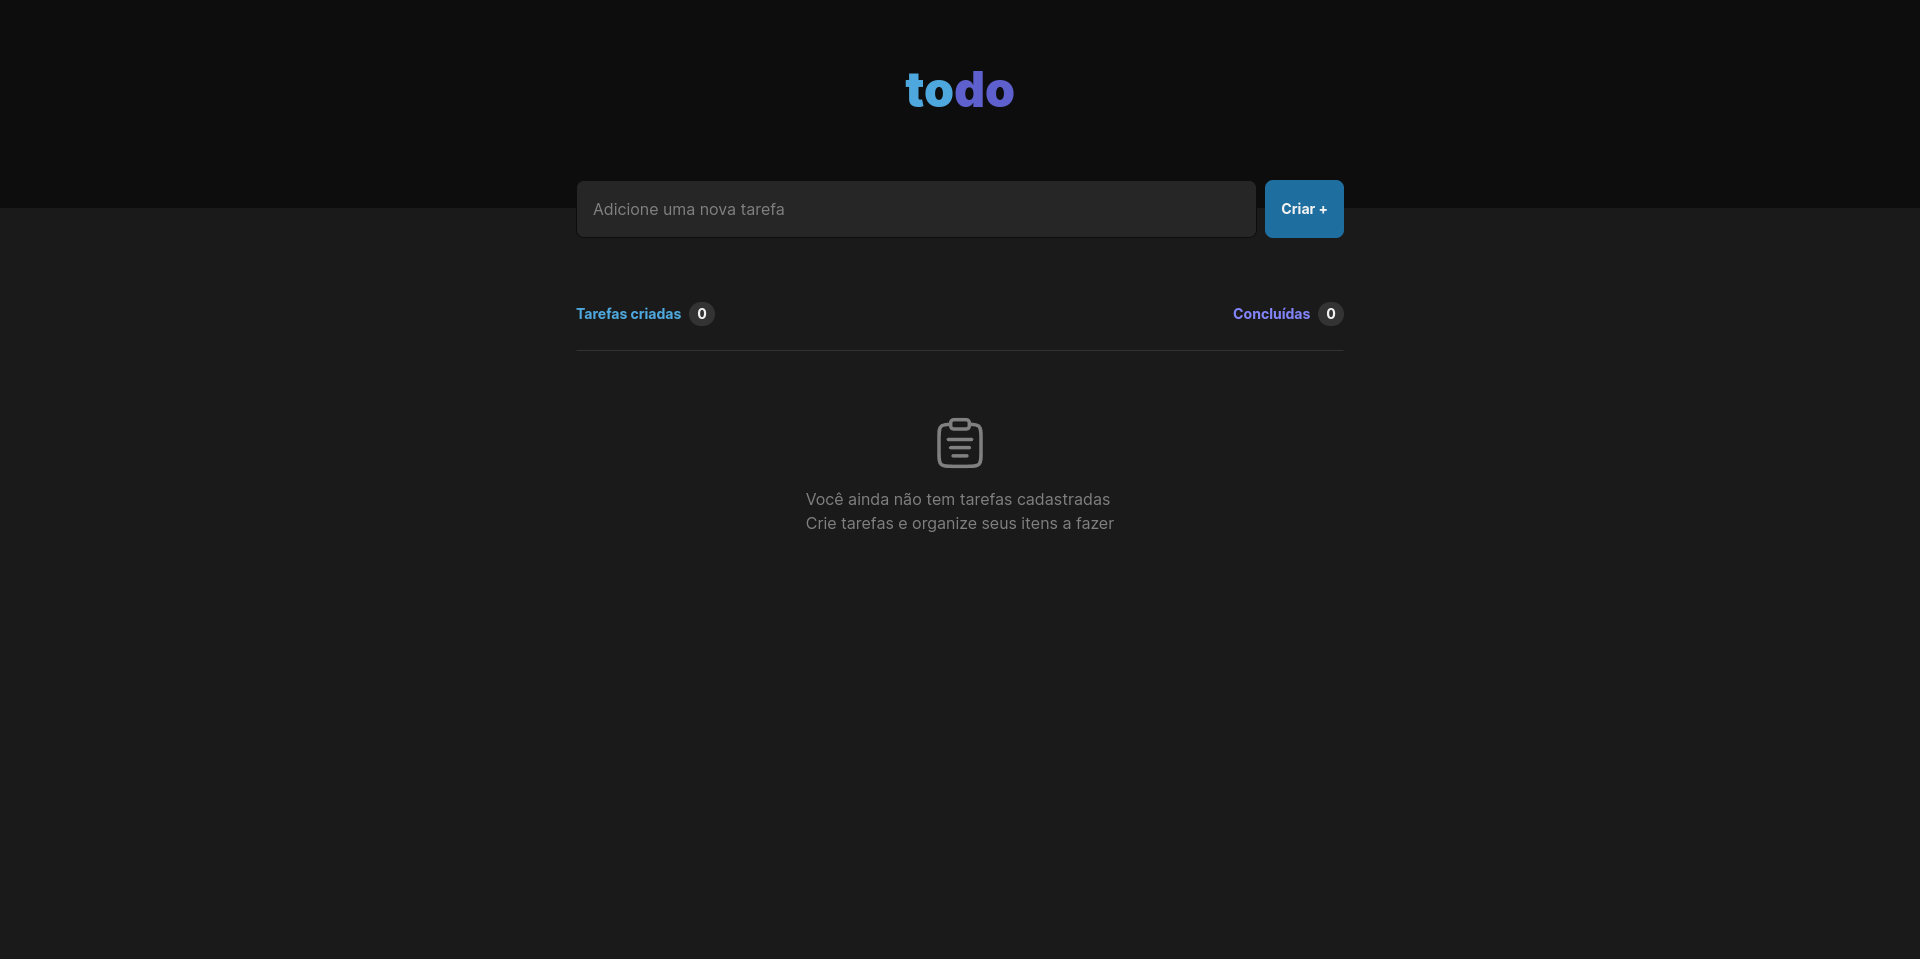 todo
Adicione uma nova tarefa
Criar +
Tarefas criadas 0
Concluídas 0
Você ainda não tem tarefas cadastradas
Crie tarefas e organize seus itens a fazer